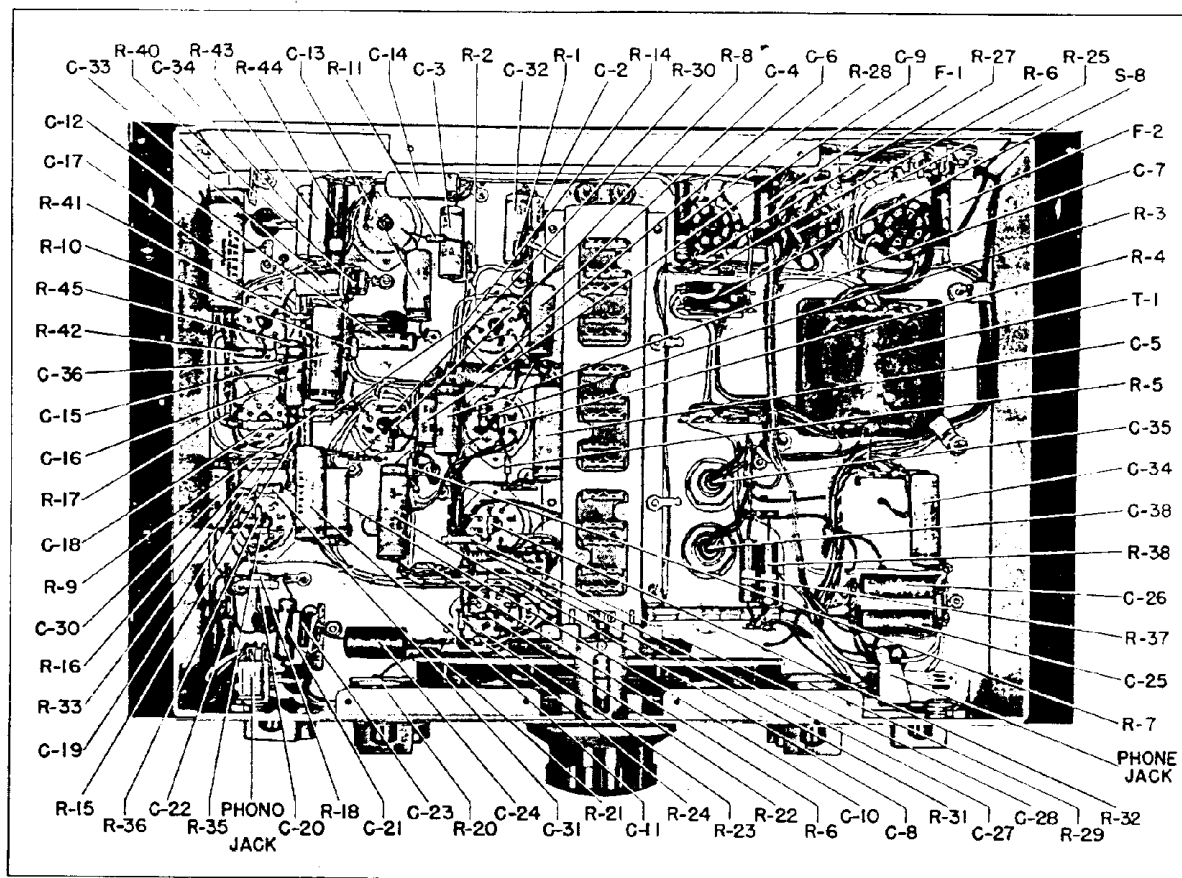 R-40
C-33
R-43
C-34
C-13
R-44
C-14
R-11
C-3
R-2
C-32
R-1
C-2
R-14
R-30
R-8
C-4
C-6
R-28
C-9
F-1
R-27
R-6
R-25
S-8
C-12
C-17
R-41
R-10
R-45
R-42
C-36
C-15
C-16
R-17
C-18
R-9
C-30
R-16
R-33
C-19
F-2
C-7
R-3
R-4
T-1
C-5
R-5
C-35
C-34
C-38
R-38
C-26
R-37
C-25
R-7
PHONE
JACK
R-15
R-36
C-22
R-35
PHONO
JACK
C-20
R-18
C-21
C-23
R-20
C-24
C-31
R-21
C-11
R-24
R-23
R-22
R-6
C-10
C-8
R-31
C-27
C-28
R-29
R-32